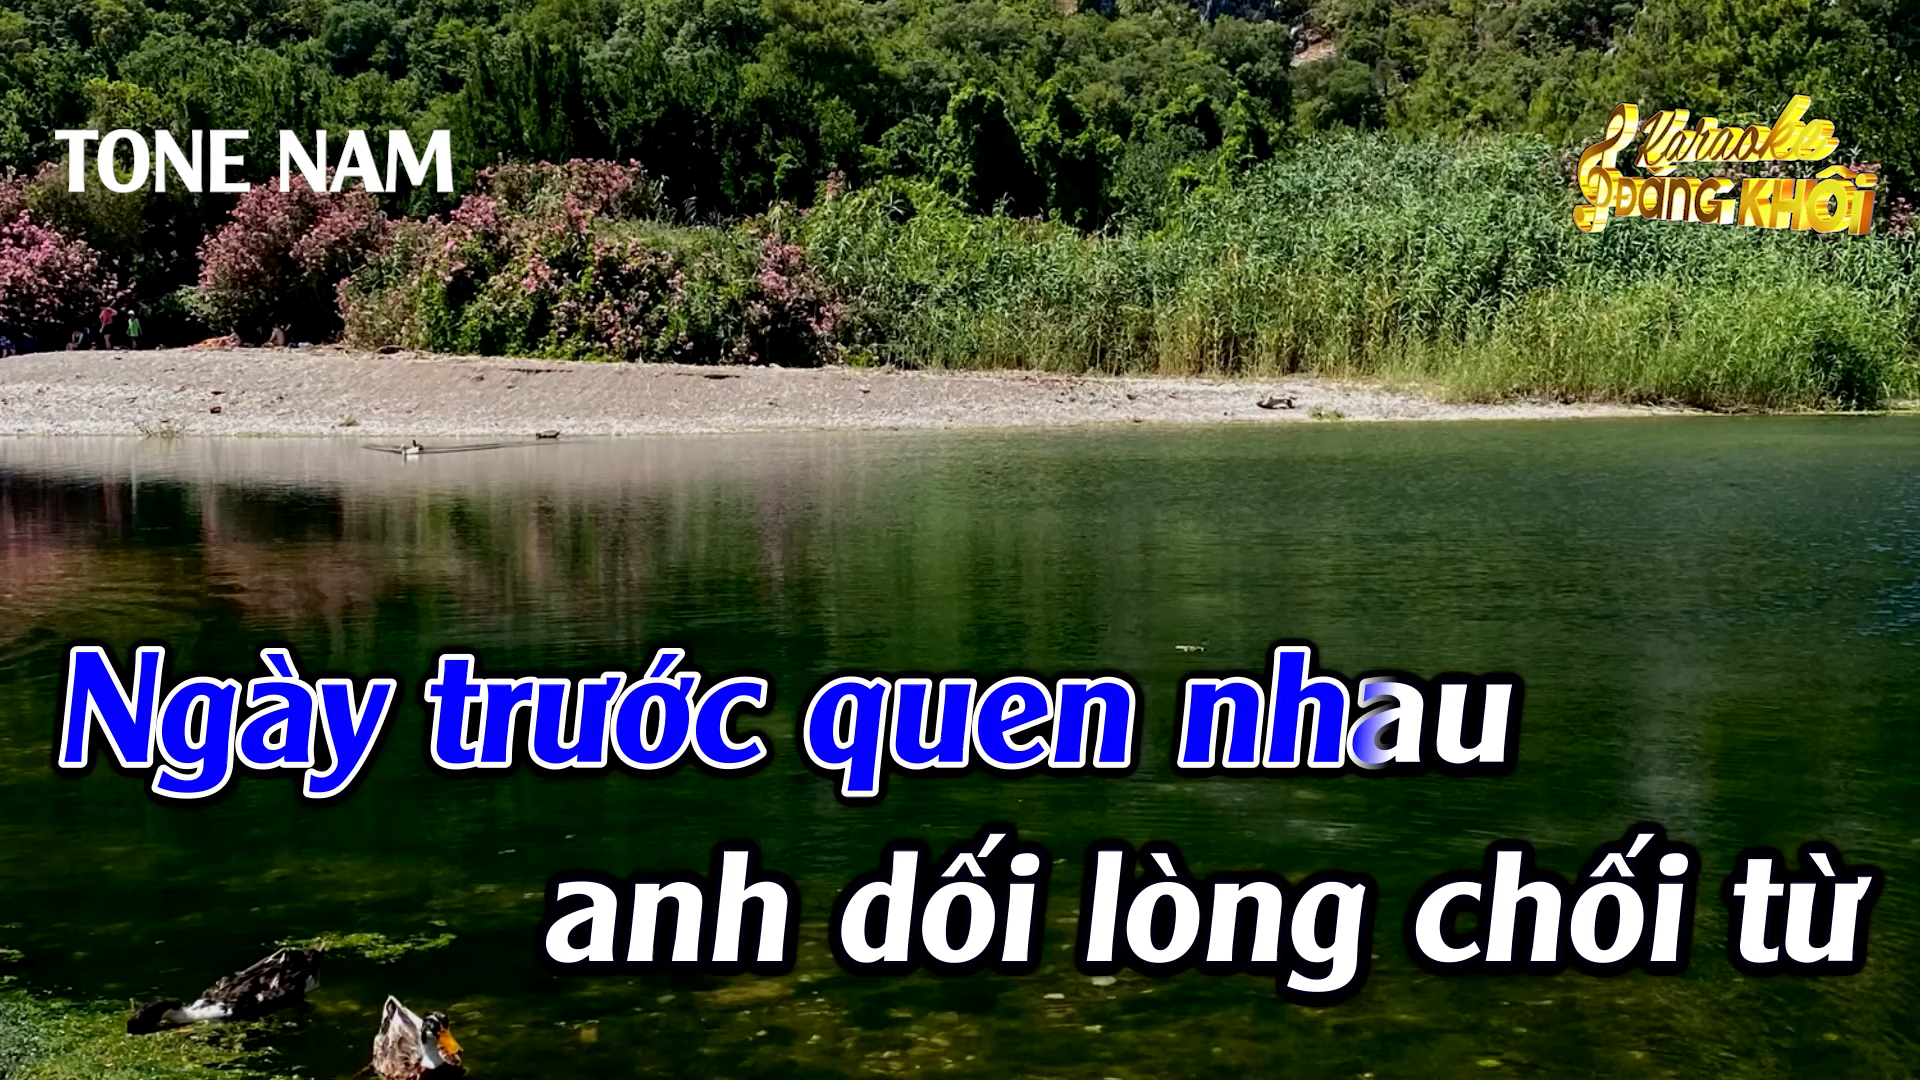 TONE NAM
Karaoke
ĐĂNG KHÔI
Ngày trước quen nhau
anh dối lòng chối từ